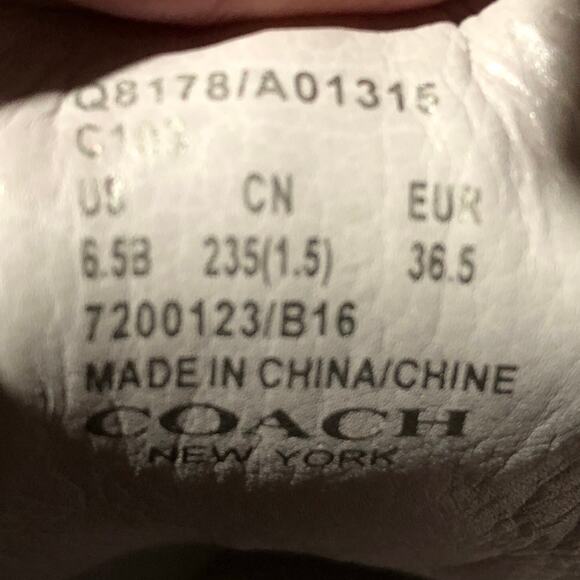 Q8178/A01315
US CN EUR
6.5B 235(1.5) 36.5
7200123/B16
MADE IN CHINA/CHINE
COACH
NEW YORK